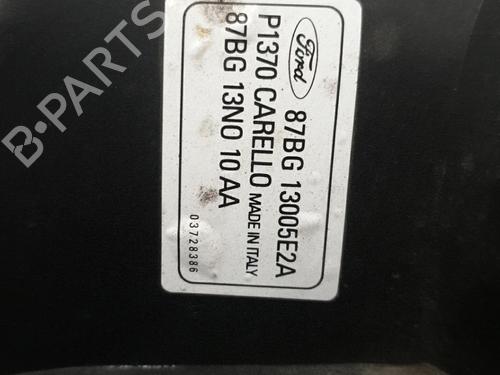 Ford
87BG 13005E2A
P1370 CARELLO MADE IN ITALY
87BG 13N0 10 AA
03728386
B-PARTS